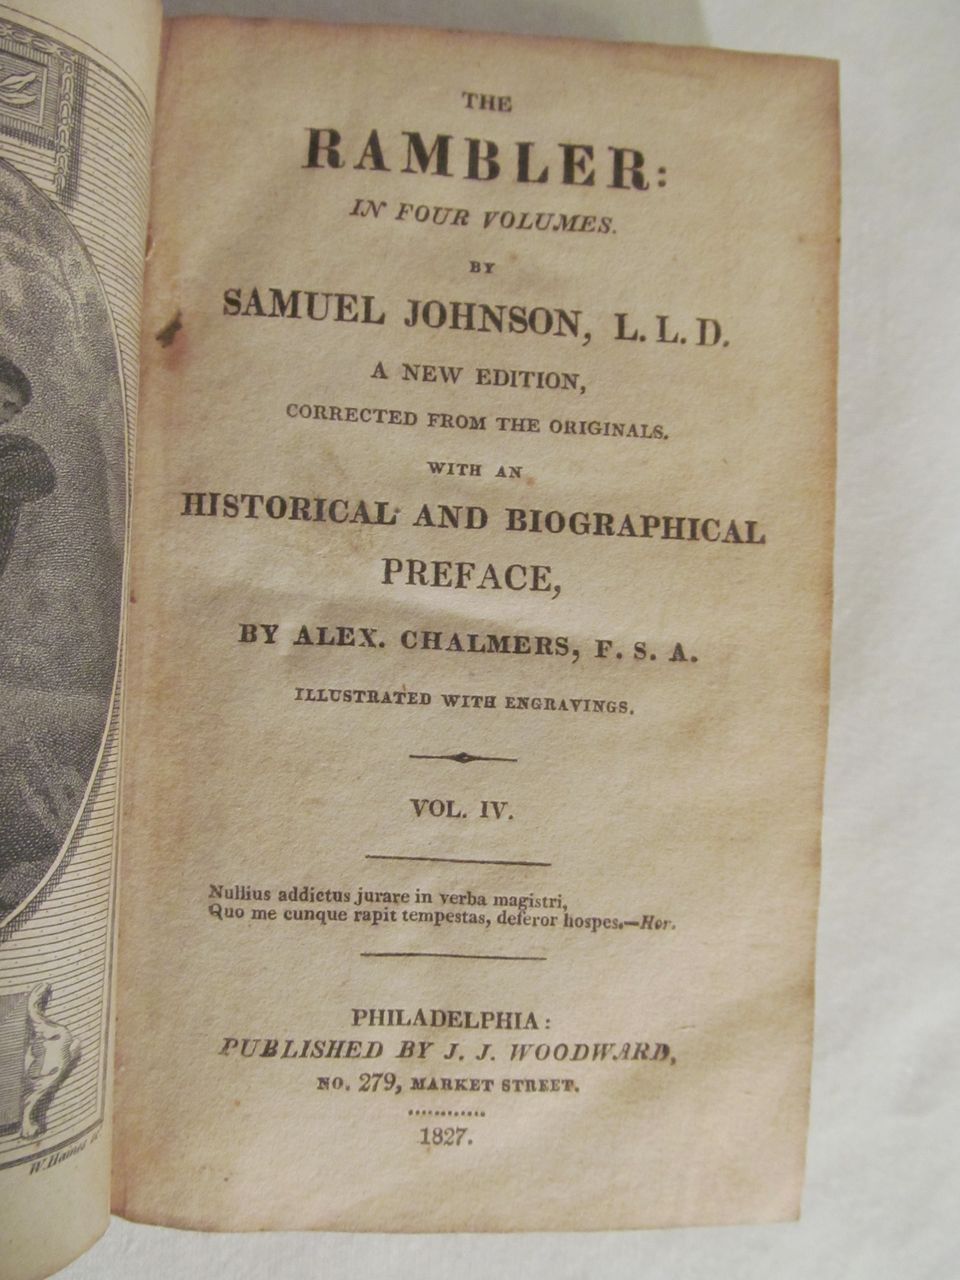 THE
RAMBLER:
IN FOUR VOLUMES.
BY
SAMUEL JOHNSON, L. L. D.
A NEW EDITION,
CORRECTED FROM THE ORIGINALS.
WITH AN
HISTORICAL AND BIOGRAPHICAL
PREFACE,
BY ALEX. CHALMERS, F. S. A.
ILLUSTRATED WITH ENGRAVINGS.
VOL. IV.
Nullius addictus jurare in verba magistri,
Quo me cunque rapit tempestas, deferor hospes.—Hor.
PHILADELPHIA:
PUBLISHED BY J. J. WOODWARD,
NO. 279, MARKET STREET.
1827.